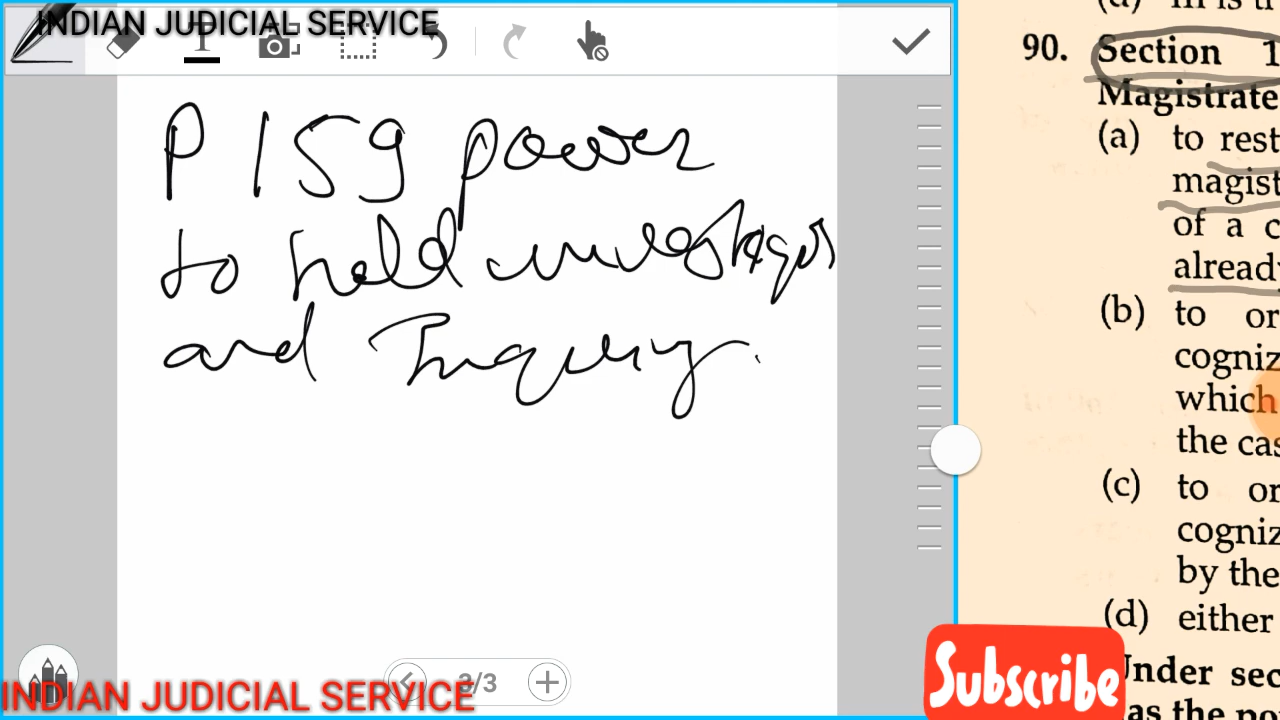 INDIAN JUDICIAL SERVICE
T
P 159 power
to hold
and Inquiry.
3/3
INDIAN JUDICIAL SERVICE
90. Section 1
Magistrate
(a) to rest
magist
of a c
already
(b) to or
cogniz
which
the cas
(c) to or
cogniz
by the
(d) either
Under sec
as the po
Subscribe